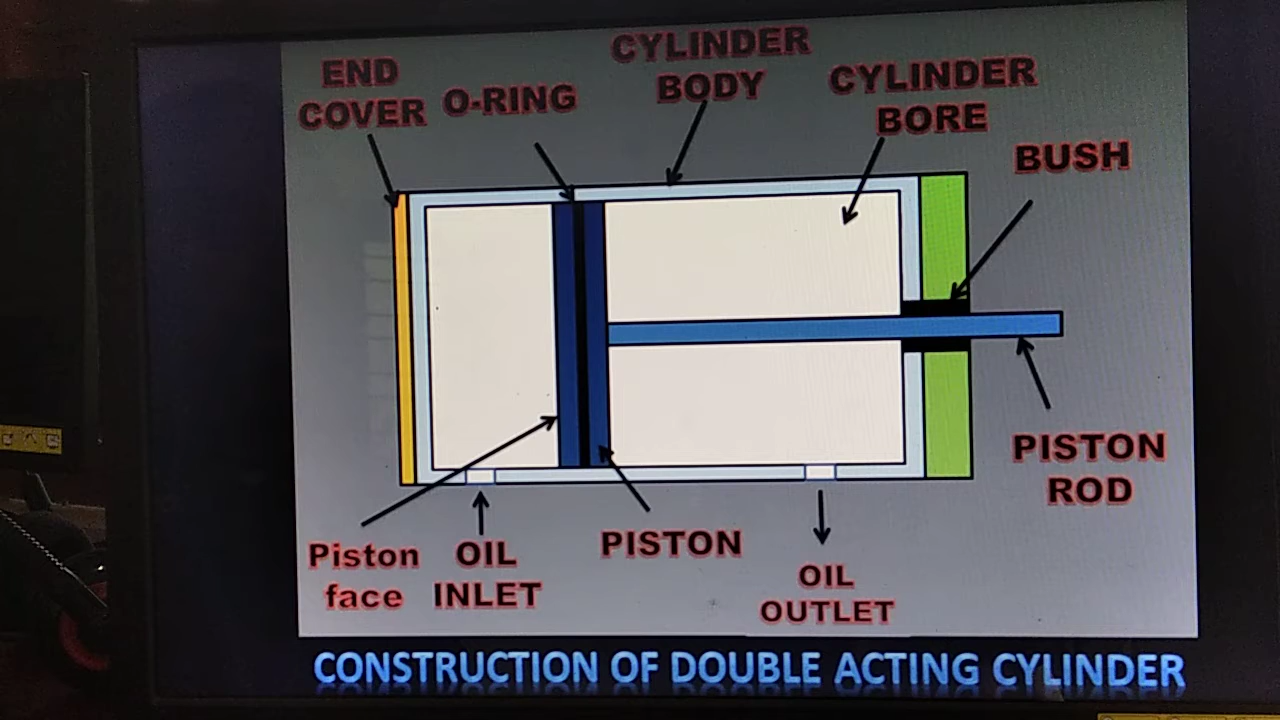 END
COVER
O-RING
CYLINDER
BODY
CYLINDER
BORE
BUSH
PISTON
ROD
Piston
face
OIL
INLET
PISTON
OIL
OUTLET
CONSTRUCTION OF DOUBLE ACTING CYLINDER